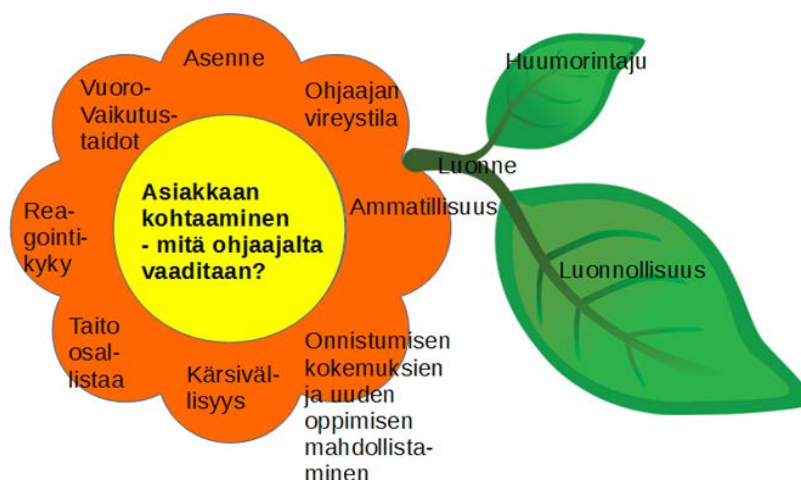 Asenne
Ohjaajan
vireystila
Ammatillisuus
Onnistumisen
kokemuksien
ja uuden
oppimisen
mahdollista-
minen
Kärsiväl-
lisyys
Taito
osal-
listaa
Rea-
gointi-
kyky
Vuoro-
Vaikutus-
taidot
Asiakkaan
kohtaaminen
- mitä ohjaajalta
vaaditaan?
Huumorintaju
Luonne
Luonnollisuus